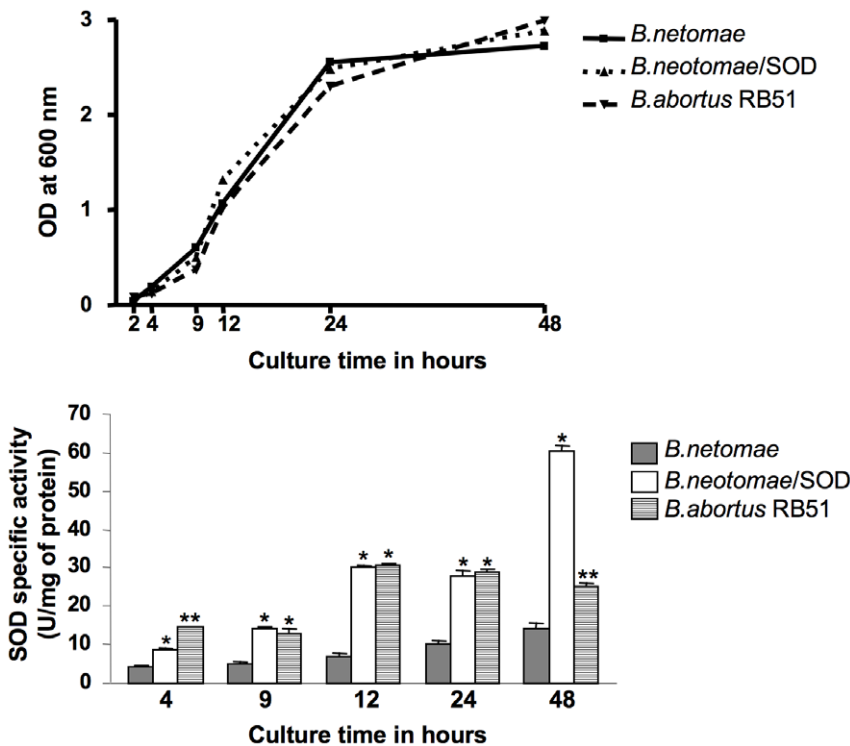 3
2
1
0
OD at 600 nm
2 4 9 12 24 48
Culture time in hours
B.netomae
B.neotomae/SOD
B.abortus RB51
70
60
50
40
30
20
10
0
SOD specific activity
(U/mg of protein)
* **
* *
* *
* *
* **
4 9 12 24 48
Culture time in hours
B.netomae
B.neotomae/SOD
B.abortus RB51